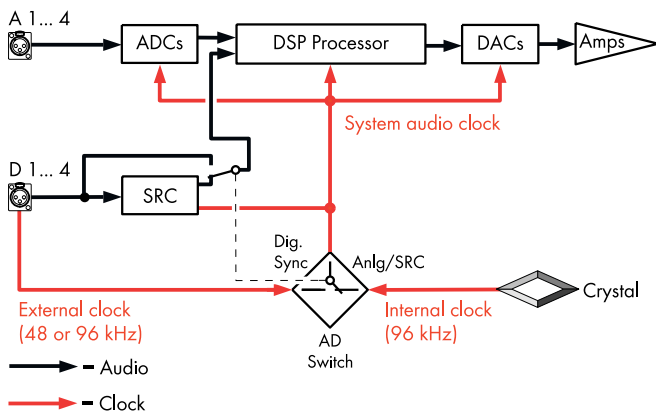 A 1... 4
ADCs
DSP Processor
DACs
Amps
System audio clock
D 1... 4
SRC
Dig.
Sync
Anlg/SRC
External clock
(48 or 96 kHz)
Internal clock
(96 kHz)
Crystal
AD
Switch
– Audio
– Clock